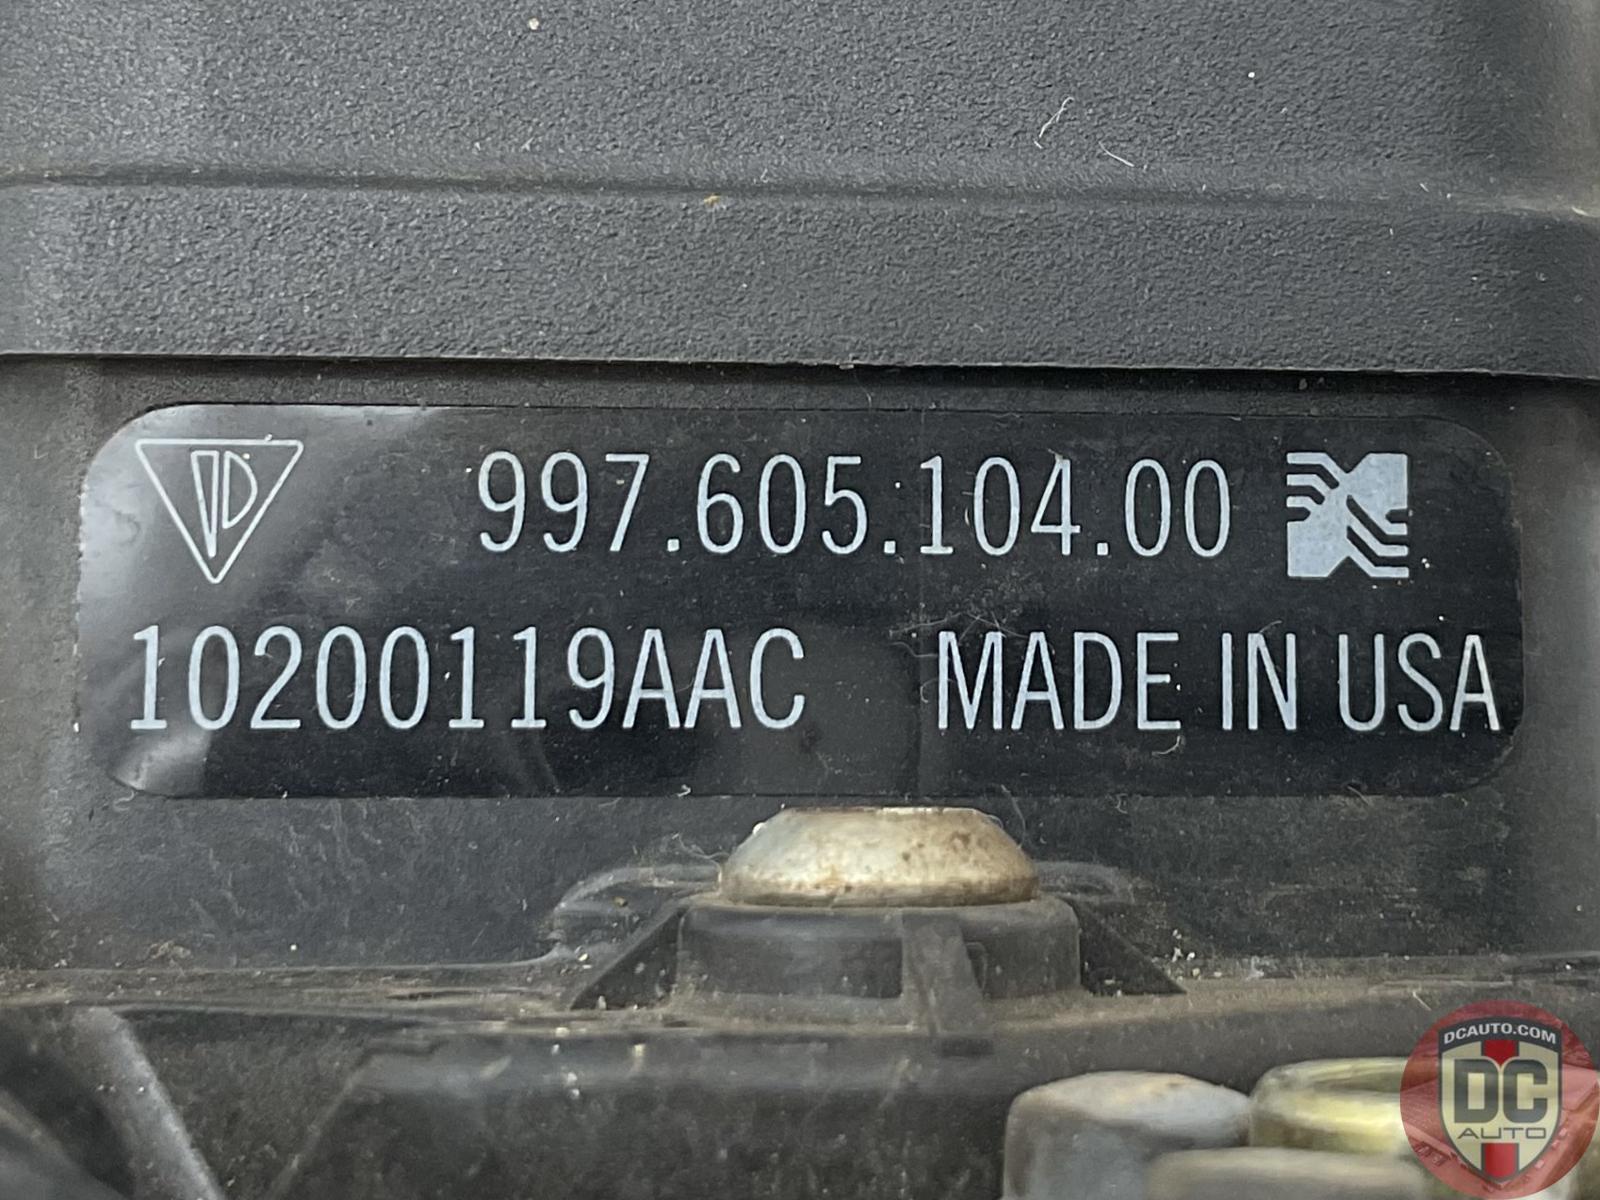 997.605.104.00
10200119AAC MADE IN USA
DCAUTO.COM
DC
AUTO